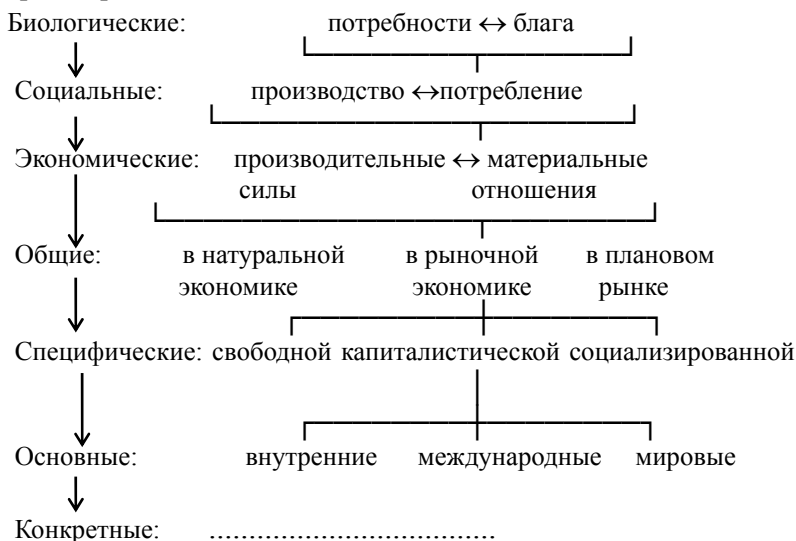 Биологические: потребности ↔ блага
Социальные: производство ↔потребление
Экономические: производительные ↔ материальные
силы отношения
Общие: в натуральной в рыночной в плановом
экономике экономике рынке
Специфические: свободной капиталистической социализированной
Основные: внутренние международные мировые
Конкретные: ....................................